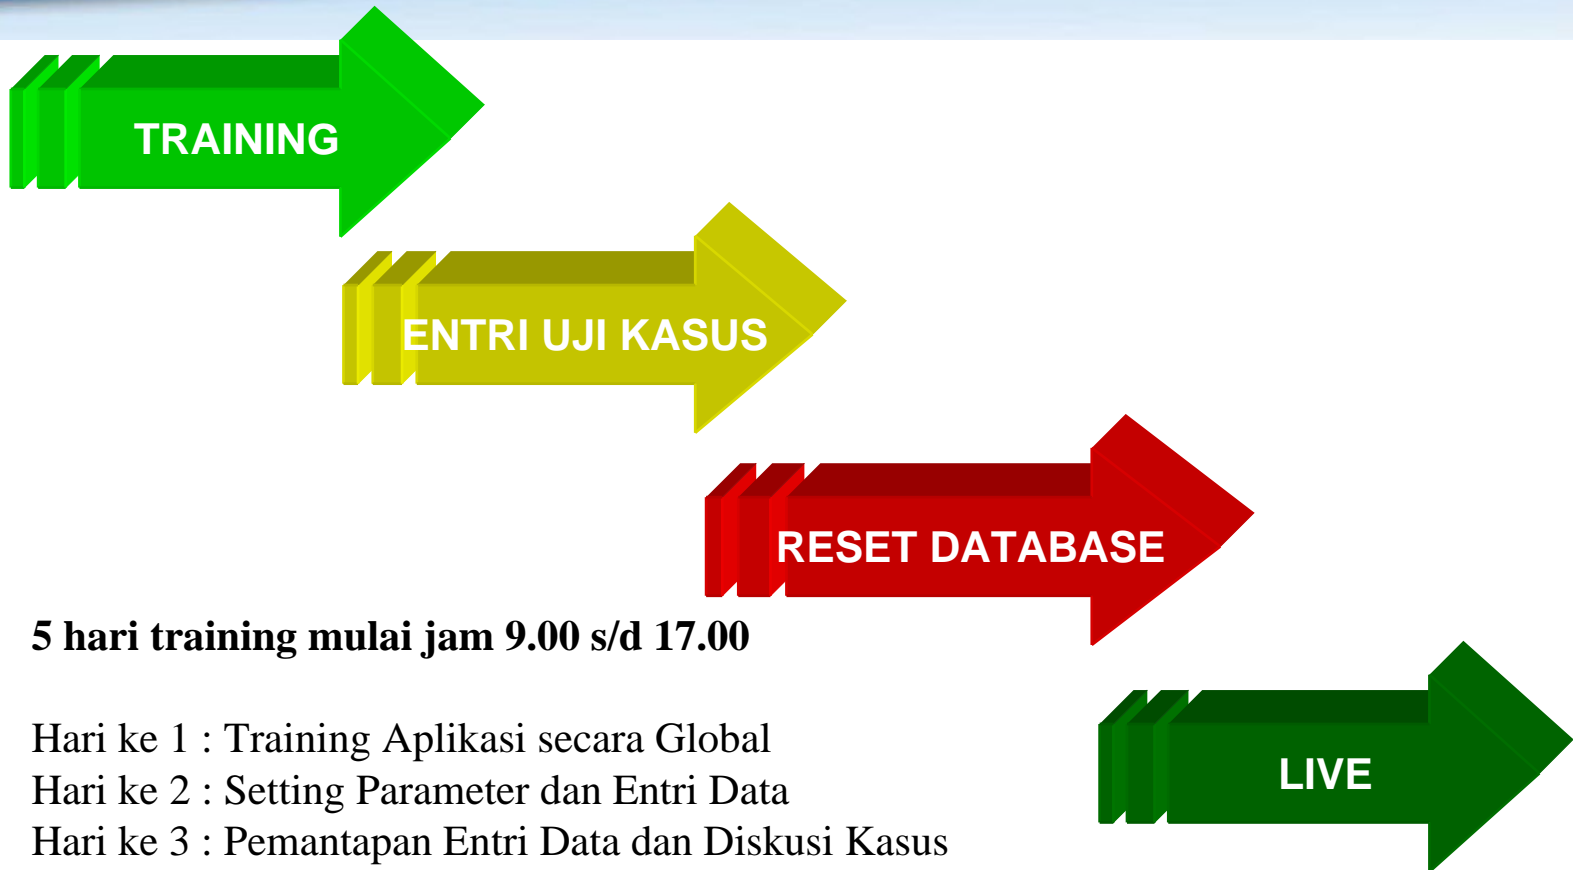 TRAINING
ENTRI UJI KASUS
RESET DATABASE
5 hari training mulai jam 9.00 s/d 17.00
Hari ke 1 : Training Aplikasi secara Global
LIVE
Hari ke 2 : Setting Parameter dan Entri Data
Hari ke 3 : Pemantapan Entri Data dan Diskusi Kasus